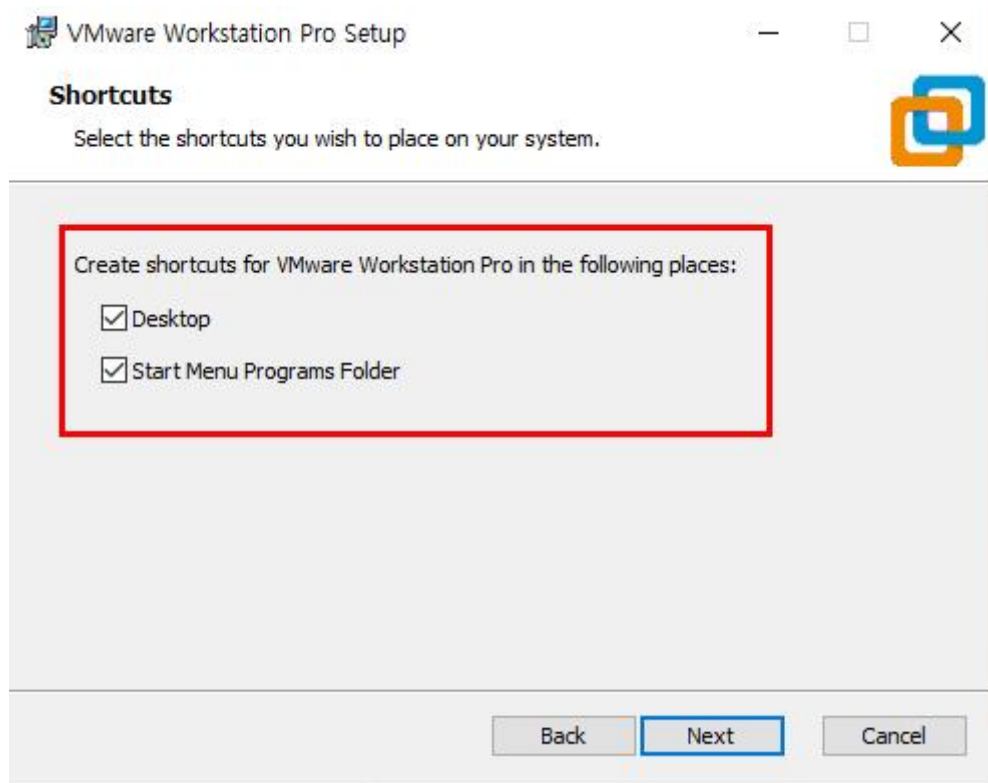 VMware Workstation Pro Setup
Shortcuts
Select the shortcuts you wish to place on your system.
Create shortcuts for VMware Workstation Pro in the following places:
Desktop
Start Menu Programs Folder
Back Next Cancel